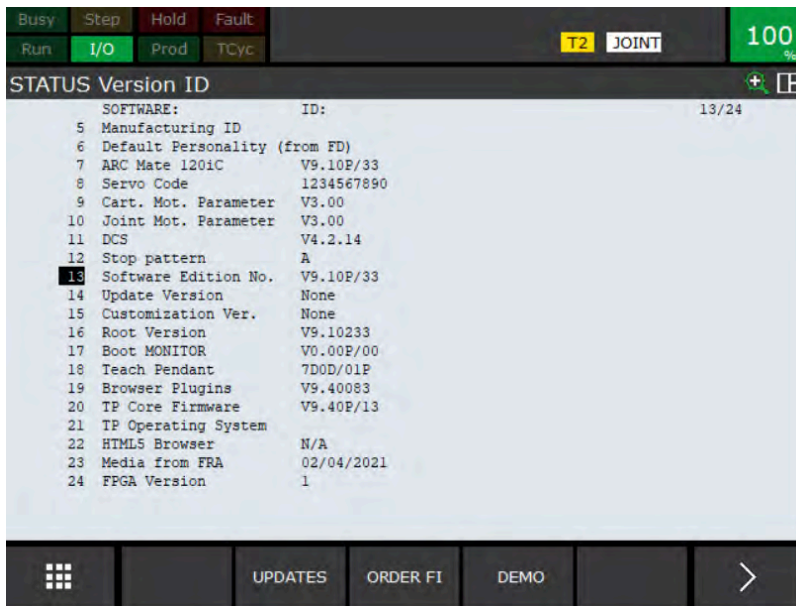 Busy Step Hold Fault
Run I/O Prod TCyc T2 JOINT 100 %
STATUS Version ID
SOFTWARE: ID: 13/24
5 Manufacturing ID
6 Default Personality (from FD)
7 ARC Mate 120iC V9.10P/33
8 Servo Code 1234567890
9 Cart. Mot. Parameter V3.00
10 Joint Mot. Parameter V3.00
11 DCS V4.2.14
12 Stop pattern A
13 Software Edition No. V9.10P/33
14 Update Version None
15 Customization Ver. None
16 Root Version V9.10233
17 Boot MONITOR V0.00P/00
18 Teach Pendant 7D0D/01P
19 Browser Plugins V9.40083
20 TP Core Firmware V9.40P/13
21 TP Operating System
22 HTML5 Browser N/A
23 Media from FRA 02/04/2021
24 FPGA Version 1
UPDATES ORDER FI DEMO